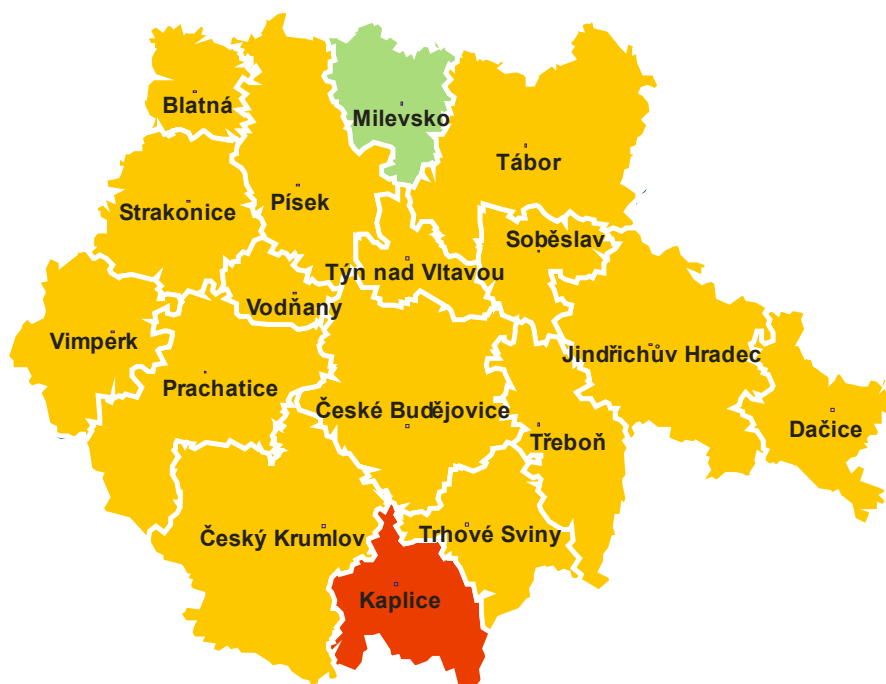 Blatná
Milevsko
Tábor
Strakonice
Písek
Soběslav
Týn nad Vltavou
Vodňany
Vimperk
Jindřichův Hradec
Prachatice
České Budějovice
Dačice
Třeboň
Český Krumlov
Trhové Sviny
Kaplice